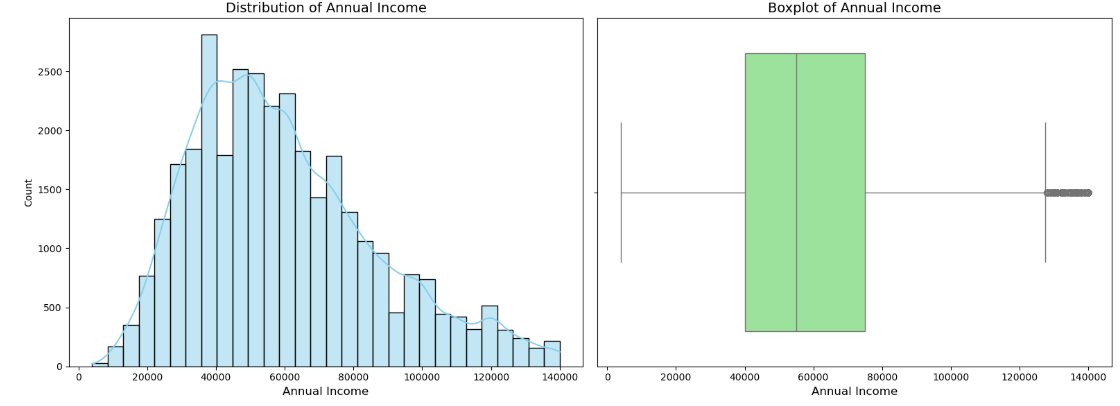 Distribution of Annual Income
2500
2000
1500
1000
500
0
Count
0 20000 40000 60000 80000 100000 120000 140000
Annual Income
Boxplot of Annual Income
0 20000 40000 60000 80000 100000 120000 140000
Annual Income